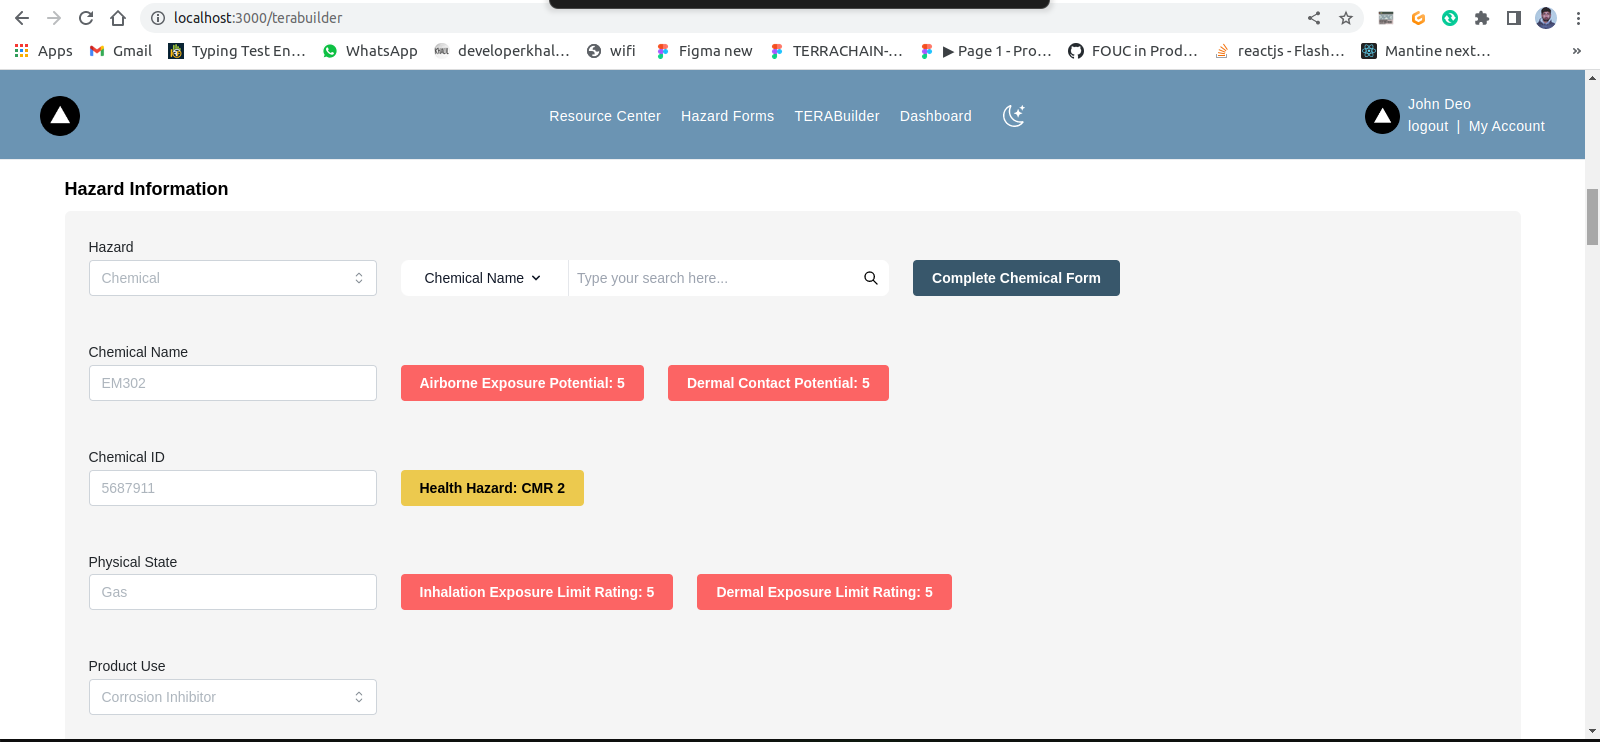 localhost:3000/terabuilder
Apps Gmail Typing Test En... WhatsApp developerkhal... wifi Figma new TERRACHAIN-... ▶ Page 1 - Pro... FOUC in Prod... reactjs - Flash... Mantine next... »
Resource Center Hazard Forms TERABuilder Dashboard
John Deo
logout | My Account
Hazard Information
Hazard
Chemical Chemical Name Type your search here... Complete Chemical Form
Chemical Name
EM302 Airborne Exposure Potential: 5 Dermal Contact Potential: 5
Chemical ID
5687911 Health Hazard: CMR 2
Physical State
Gas Inhalation Exposure Limit Rating: 5 Dermal Exposure Limit Rating: 5
Product Use
Corrosion Inhibitor